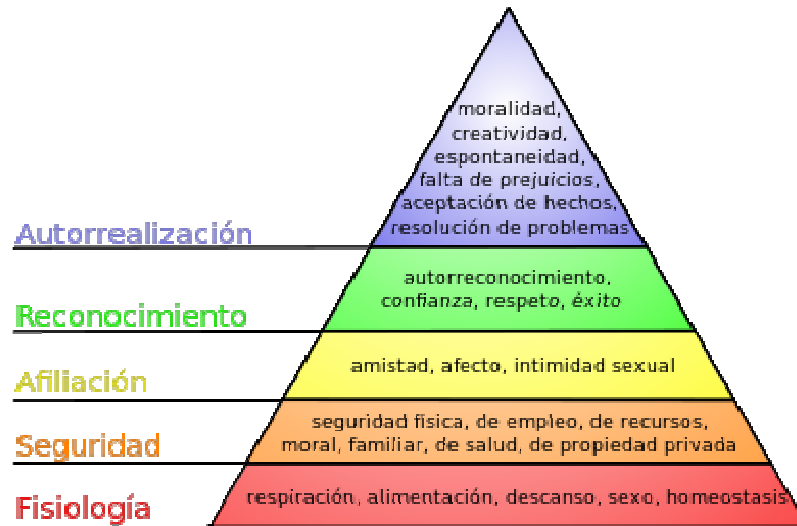 moralidad,
creatividad,
espontaneidad,
falta de prejuicios,
aceptación de hechos,
resolución de problemas
Autorrealización
autorreconocimiento,
confianza, respeto, éxito
Reconocimiento
amistad, afecto, intimidad sexual
Afiliación
seguridad física, de empleo, de recursos,
moral, familiar, de salud, de propiedad privada
Seguridad
respiración, alimentación, descanso, sexo, homeostasis
Fisiología